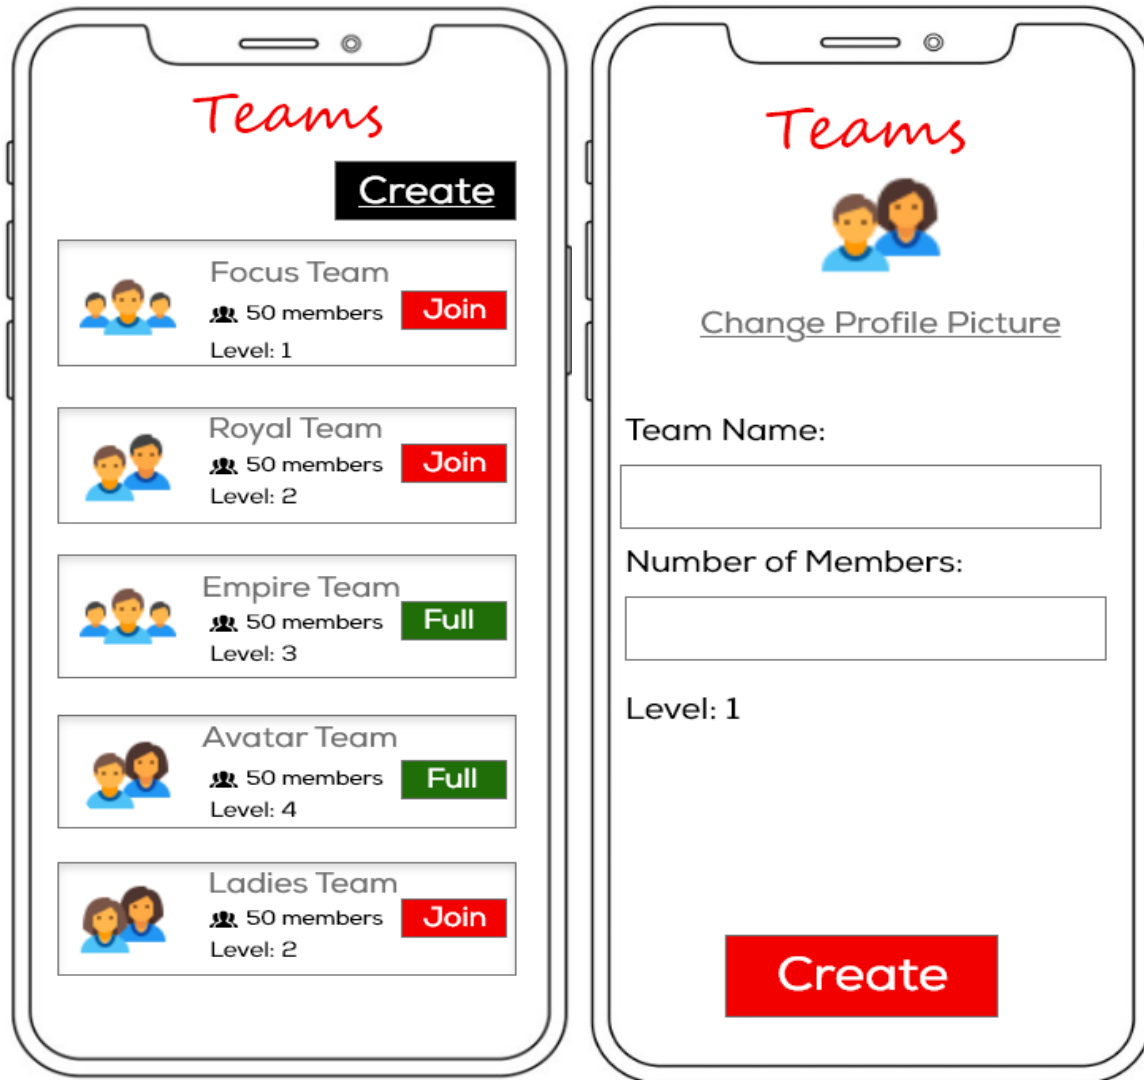 Teams
Create
Focus Team
50 members
Join
Level: 1
Royal Team
50 members
Join
Level: 2
Empire Team
50 members
Full
Level: 3
Avatar Team
50 members
Full
Level: 4
Ladies Team
50 members
Join
Level: 2
Teams
Change Profile Picture
Team Name:
Number of Members:
Level: 1
Create